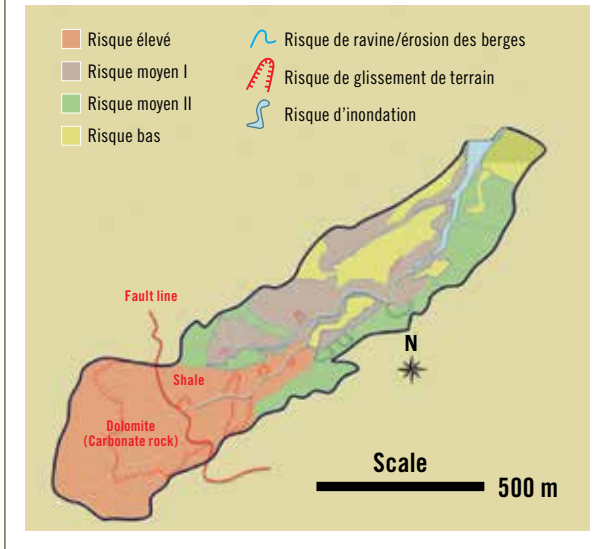 Risque élevé
Risque moyen I
Risque moyen II
Risque bas
Risque de ravine/érosion des berges
Risque de glissement de terrain
Risque d'inondation
Fault line
N
Shale
Dolomite
(Carbonate rock)
Scale
500 m